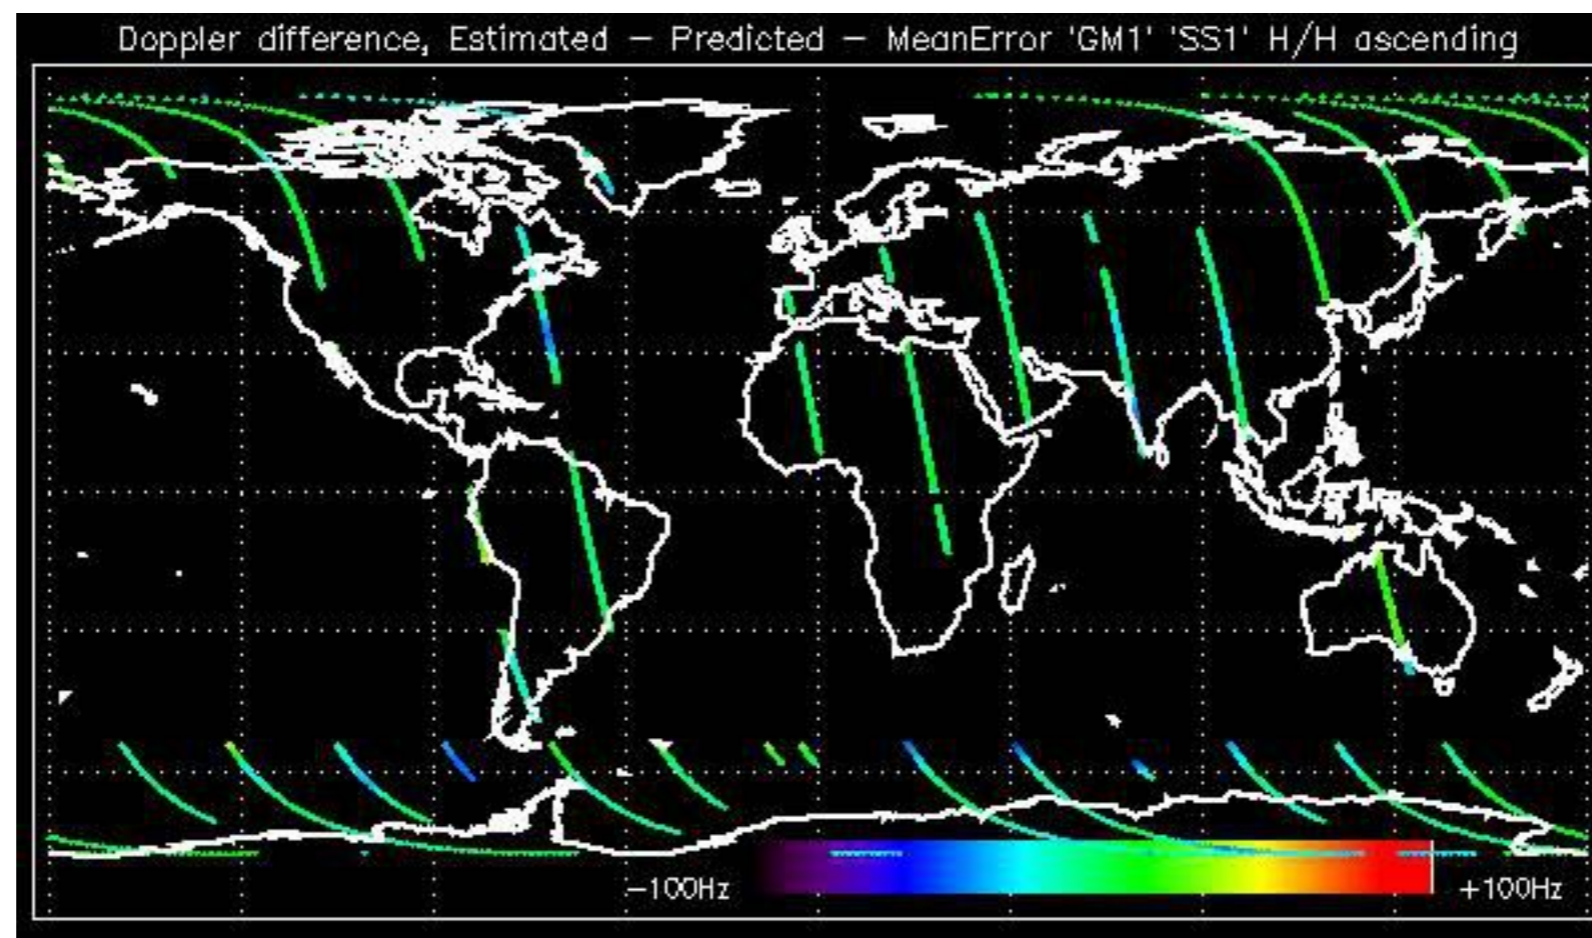 Doppler difference, Estimated – Predicted – MeanError 'GM1' 'SS1' H/H ascending
−100Hz
+100Hz